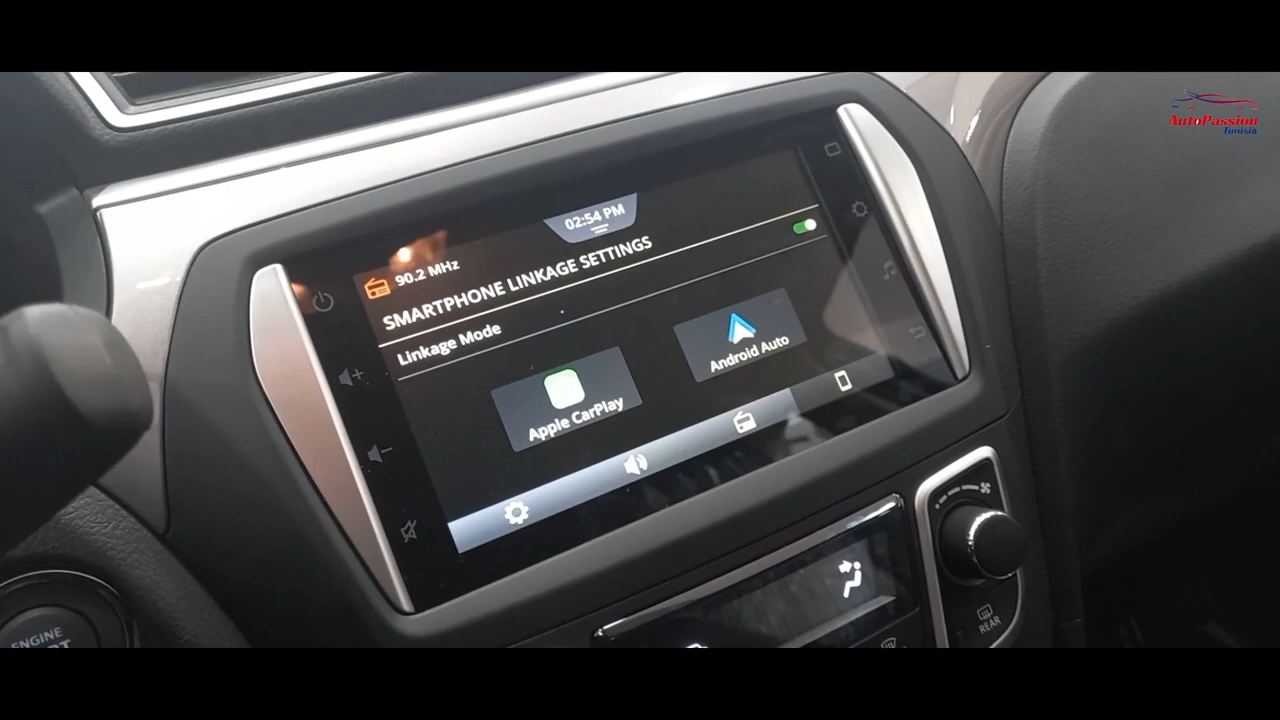 AutoPassion
Tunisia
02:54 PM
90.2 MHz
SMARTPHONE LINKAGE SETTINGS
Linkage Mode
Apple CarPlay
Android Auto
ENGINE
REAR